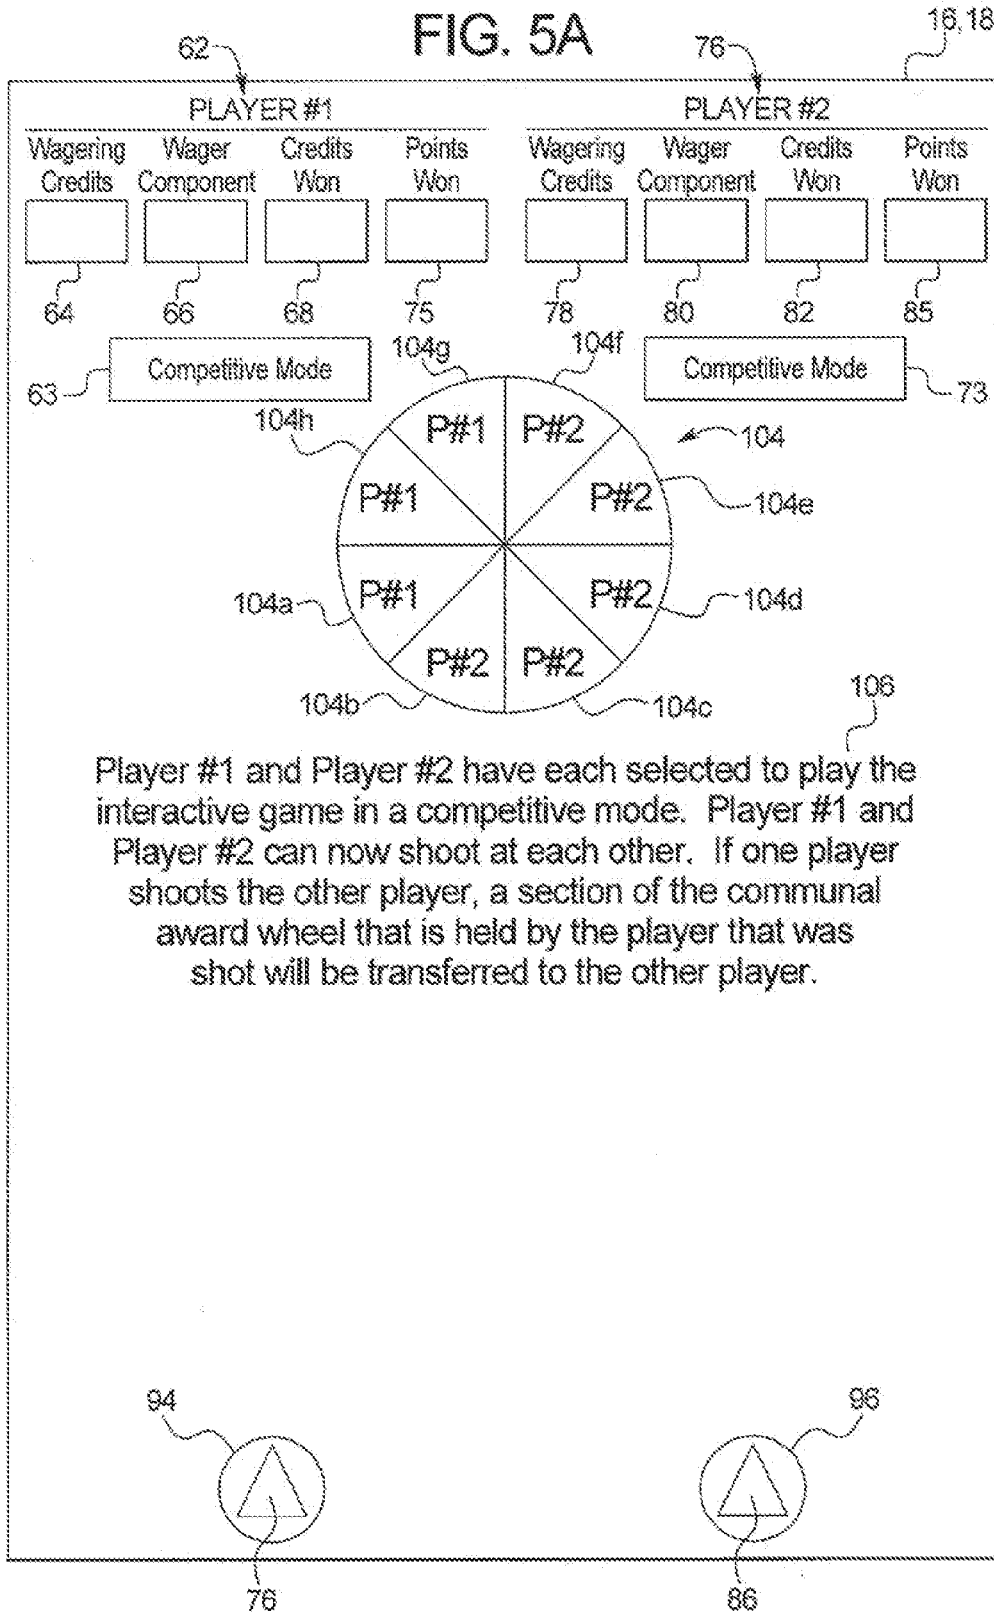 FIG. 5A
16,18
62
76
PLAYER #1
PLAYER #2
Wagering Credits
Wager Component
Credits Won
Points Won
Wagering Credits
Wager Component
Credits Won
Points Won
64
66
68
75
78
80
82
85
63
Competitive Mode
104g
104f
Competitive Mode
73
104h
P#1
P#2
104
P#1
P#2
104e
104a
P#1
P#2
104d
104b
P#2
P#2
104c
106
Player #1 and Player #2 have each selected to play the
interactive game in a competitive mode. Player #1 and
Player #2 can now shoot at each other. If one player
shoots the other player, a section of the communal
award wheel that is held by the player that was
shot will be transferred to the other player.
94
96
76
86